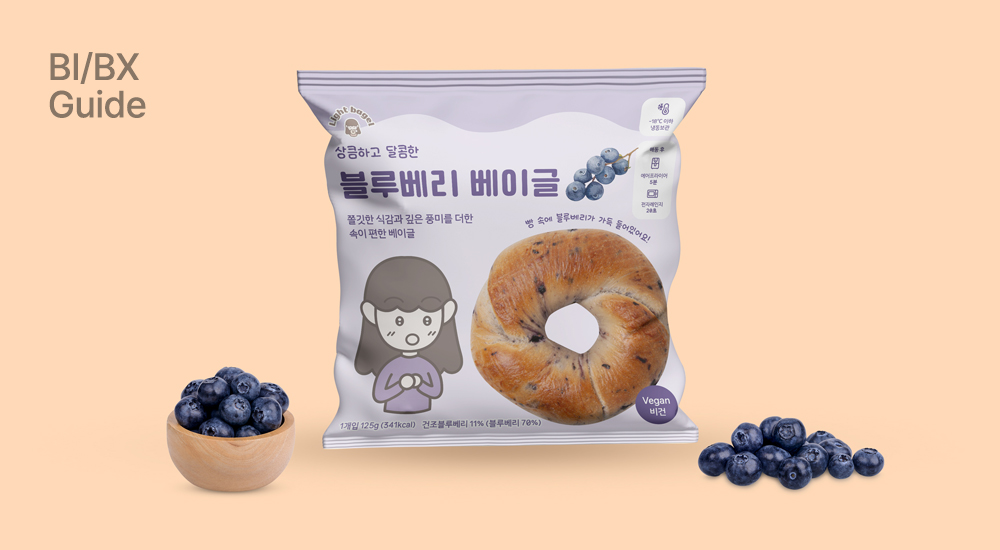 BI/BX
Guide
Light bagel
-18℃ 이하
냉동보관
상큼하고 달콤한
해동 후
블루베리 베이글
에어프라이어
5분
전자레인지
20초
쫄깃한 식감과 깊은 풍미를 더한
속이 편한 베이글
빵 속에 블루베리가 가득 들어있어요!
Vegan
비건
1개입 125g (341kcal) 건조블루베리 11% (블루베리 70%)